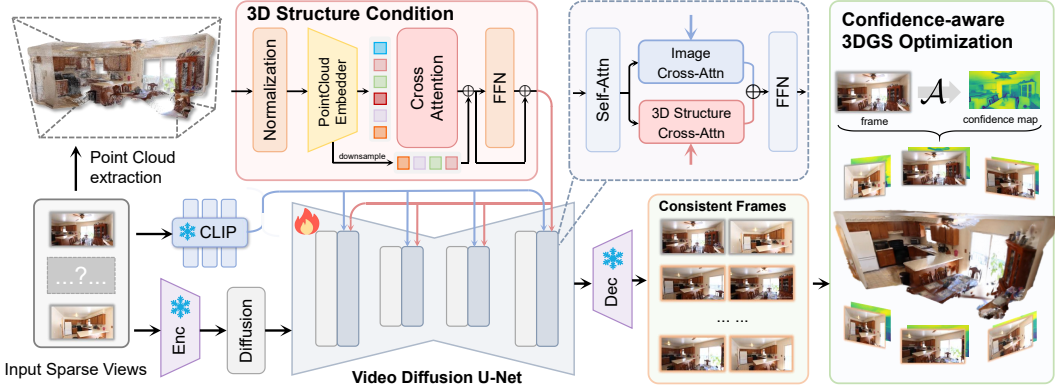 3D Structure Condition
Normalization
PointCloud
Embedder
Cross
Attention
FFN
downsample
Self-Attn
Image
Cross-Attn
3D Structure
Cross-Attn
FFN
Confidence-aware
3DGS Optimization
A
frame
confidence map
Point Cloud
extraction
...?...
Input Sparse Views
CLIP
Enc
Diffusion
Video Diffusion U-Net
Dec
Consistent Frames
... ...